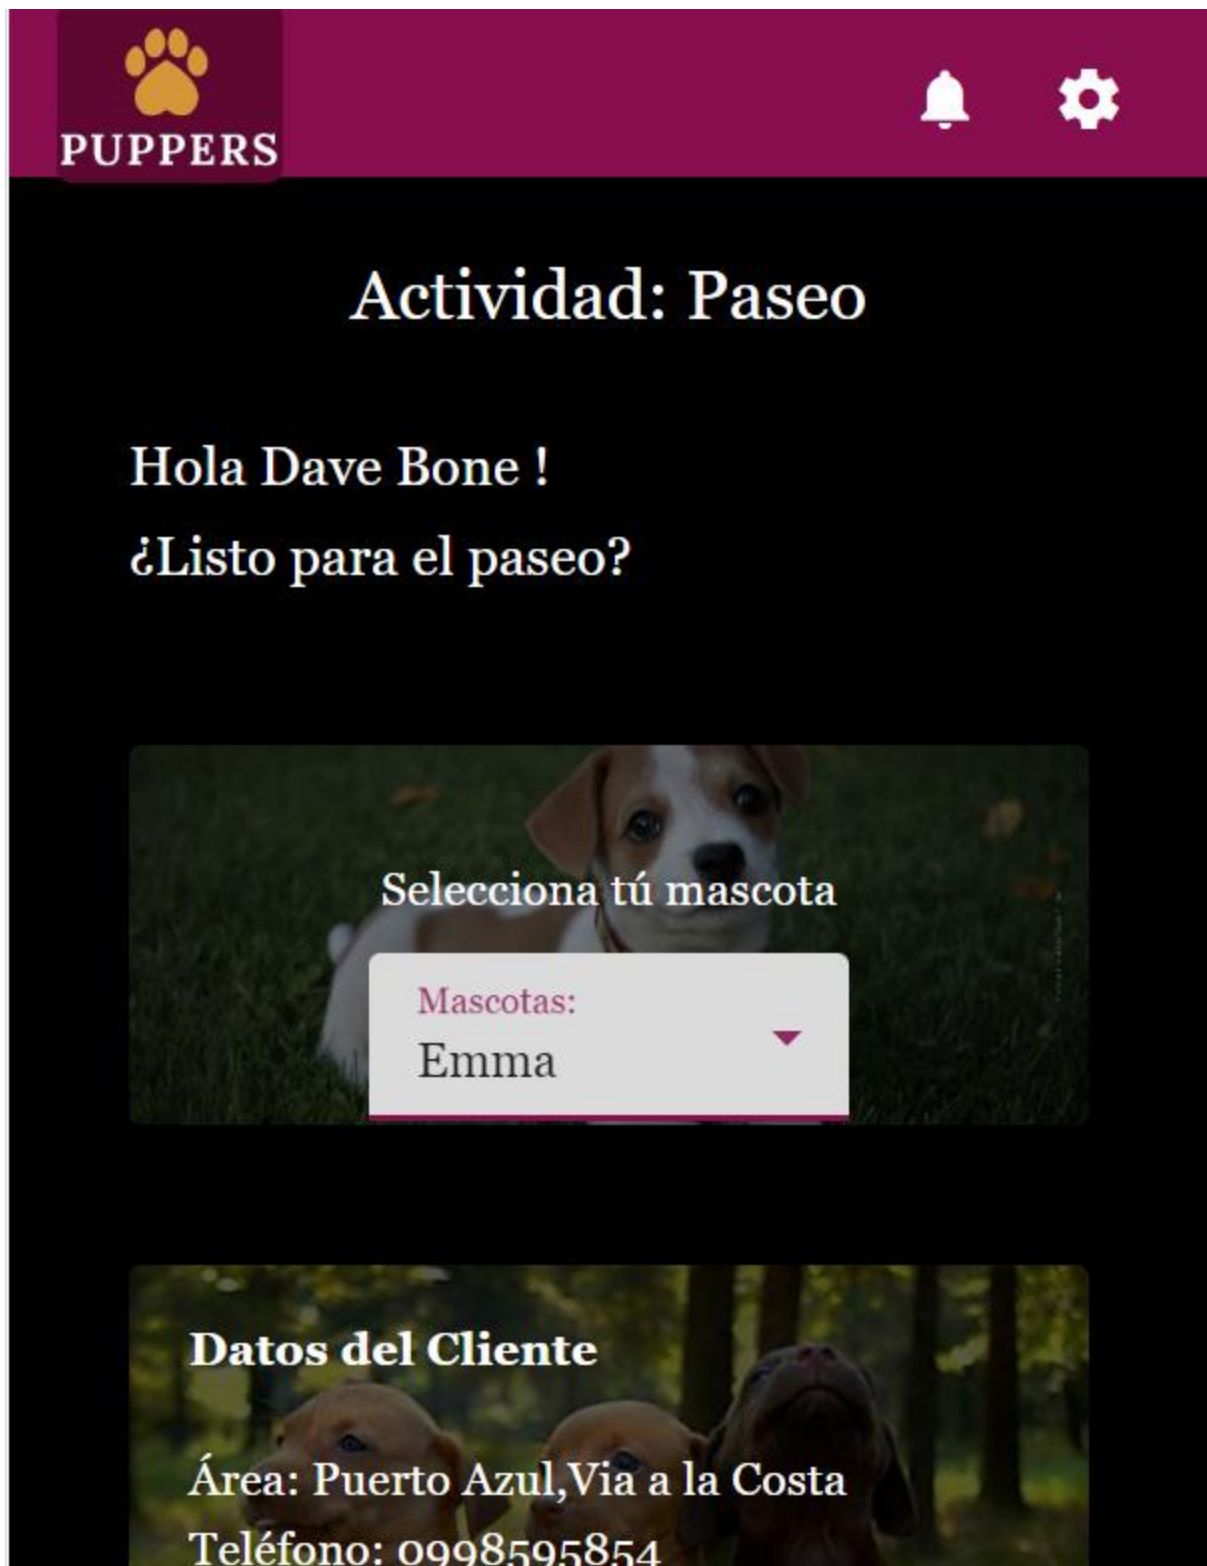 PUPPERS
Actividad: Paseo
Hola Dave Bone !
¿Listo para el paseo?
Selecciona tú mascota
Mascotas:
Emma
Datos del Cliente
Área: Puerto Azul,Via a la Costa
Teléfono: 0998595854